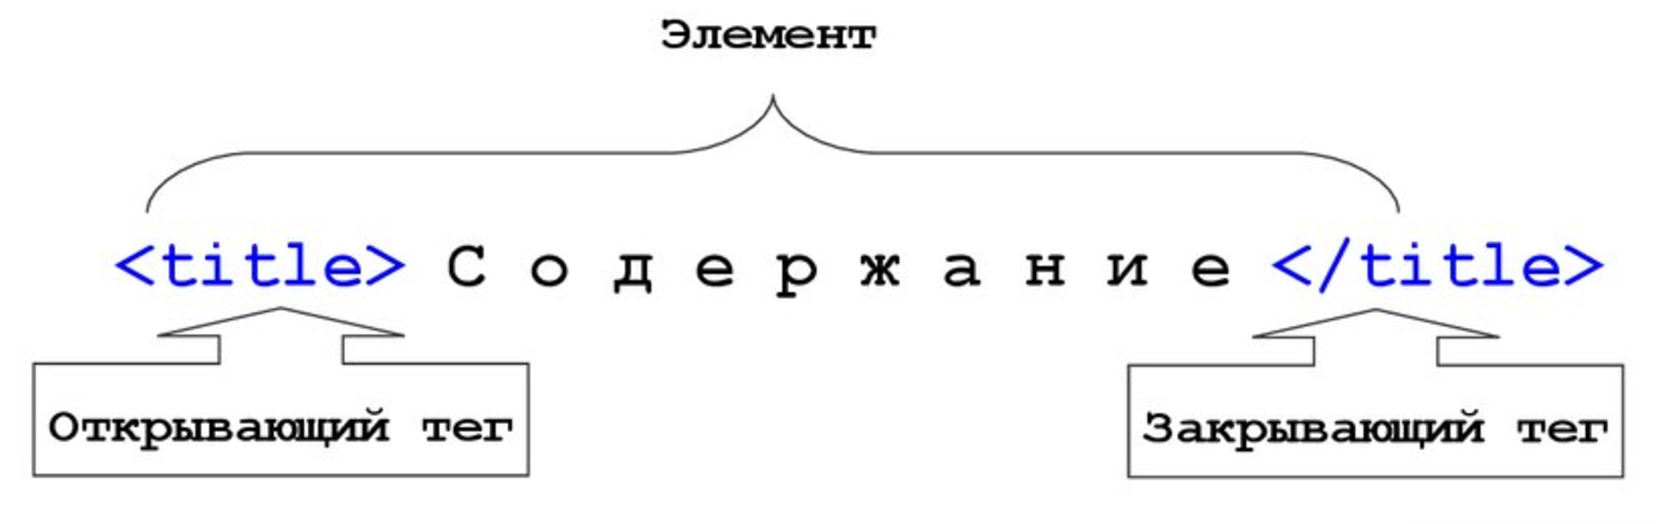 Элемент
<title> С о д е р ж а н и е </title>
Открывающий тег
Закрывающий тег